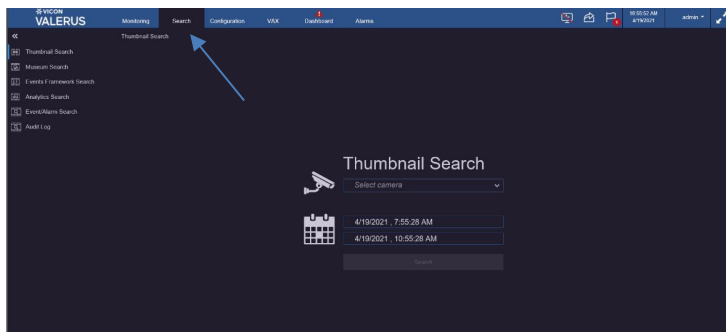 VICON
VALERUS
Monitoring Search Configuration VAX Dashboard Alarms
10:55:52 AM
4/19/2021
admin
Thumbnail Search
Thumbnail Search
Museum Search
Events Framework Search
Analytics Search
Event/Alarm Search
Audit Log
Thumbnail Search
Select camera
4/19/2021 , 7:55:28 AM
4/19/2021 , 10:55:28 AM
Search